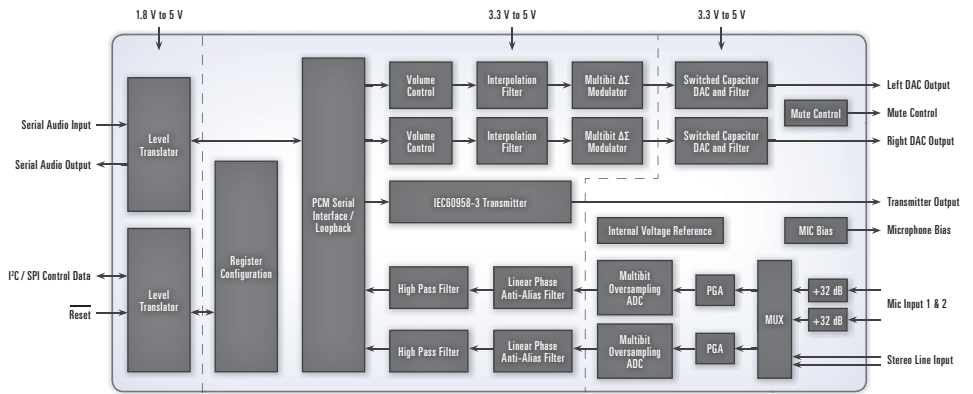 1.8 V to 5 V
3.3 V to 5 V
3.3 V to 5 V
Serial Audio Input
Serial Audio Output
I²C / SPI Control Data
Reset
Level
Translator
Level
Translator
Register
Configuration
PCM Serial
Interface /
Loopback
Volume
Control
Interpolation
Filter
Multibit ΔΣ
Modulator
Switched Capacitor
DAC and Filter
Left DAC Output
Mute Control
Mute Control
Volume
Control
Interpolation
Filter
Multibit ΔΣ
Modulator
Switched Capacitor
DAC and Filter
Right DAC Output
IEC60958-3 Transmitter
Transmitter Output
Internal Voltage Reference
MIC Bias
Microphone Bias
High Pass Filter
Linear Phase
Anti-Alias Filter
Multibit
Oversampling
ADC
PGA
MUX
+32 dB
+32 dB
Mic Input 1 & 2
High Pass Filter
Linear Phase
Anti-Alias Filter
Multibit
Oversampling
ADC
PGA
Stereo Line Input